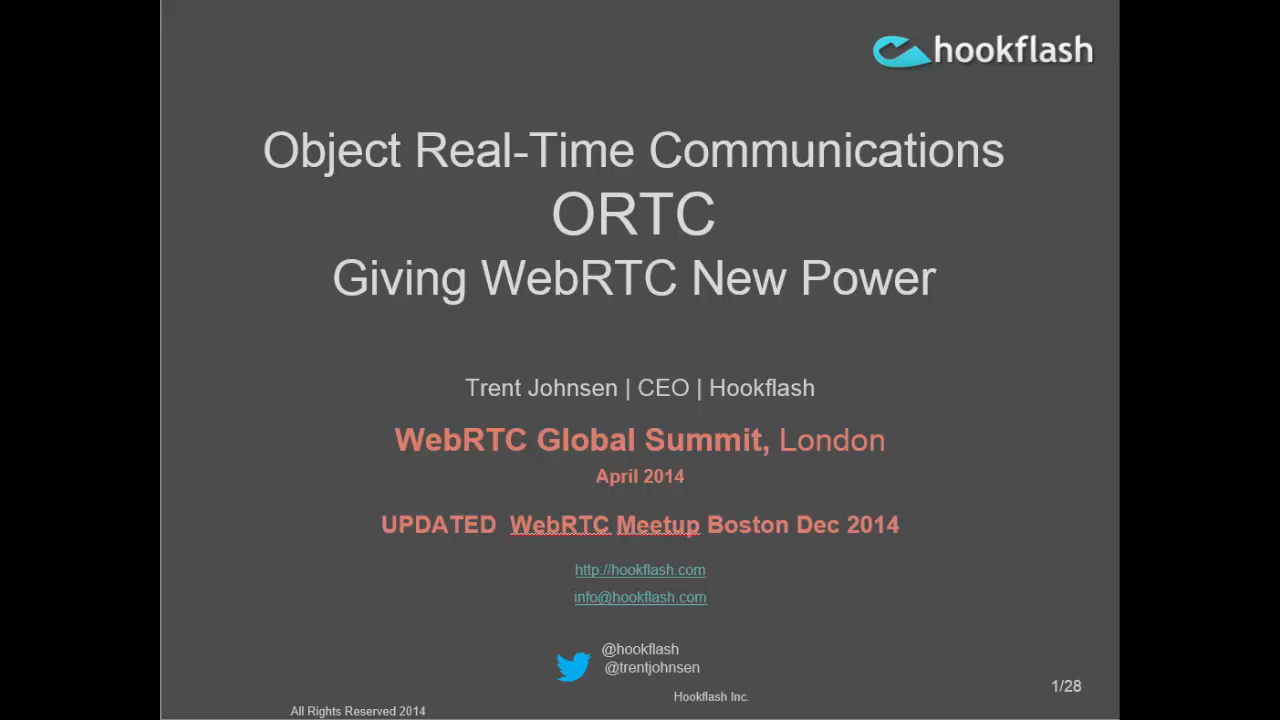 hookflash
Object Real-Time Communications
ORTC
Giving WebRTC New Power
Trent Johnsen | CEO | Hookflash
WebRTC Global Summit, London
April 2014
UPDATED WebRTC Meetup Boston Dec 2014
http://hookflash.com
info@hookflash.com
@hookflash
@trentjohnsen
1/28
Hookflash Inc.
All Rights Reserved 2014